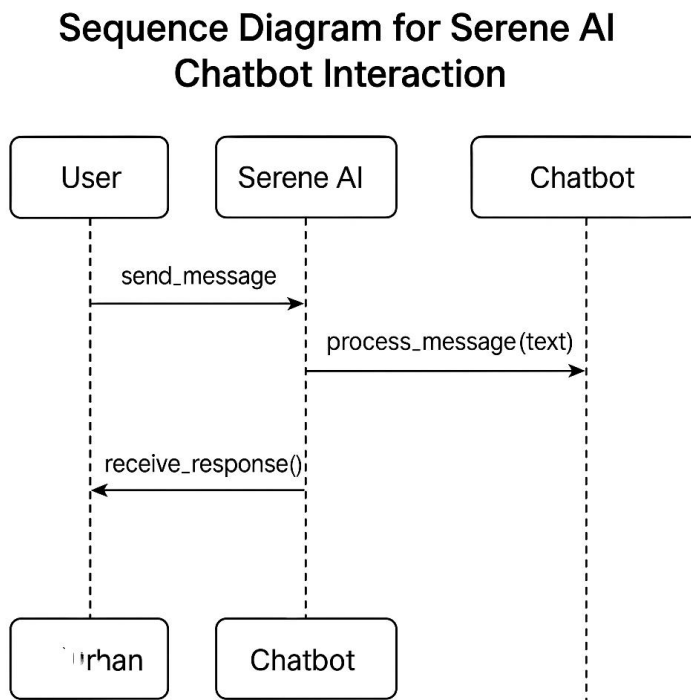 Sequence Diagram for Serene AI
Chatbot Interaction
User
Serene AI
Chatbot
send_message
process_message(text)
receive_response()
Chatbot